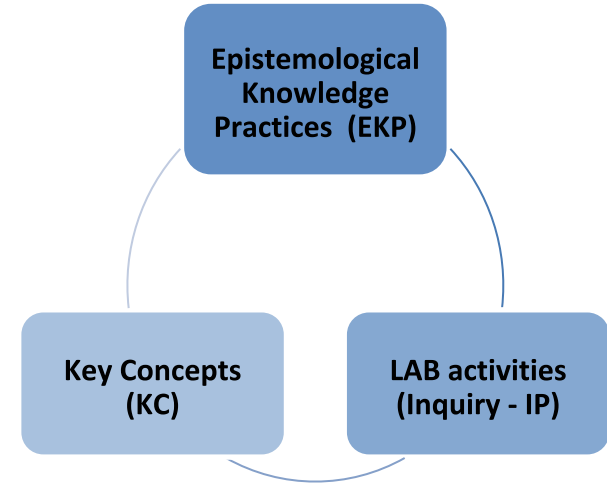 Epistemological
Knowledge
Practices (EKP)
Key Concepts
(KC)
LAB activities
(Inquiry - IP)